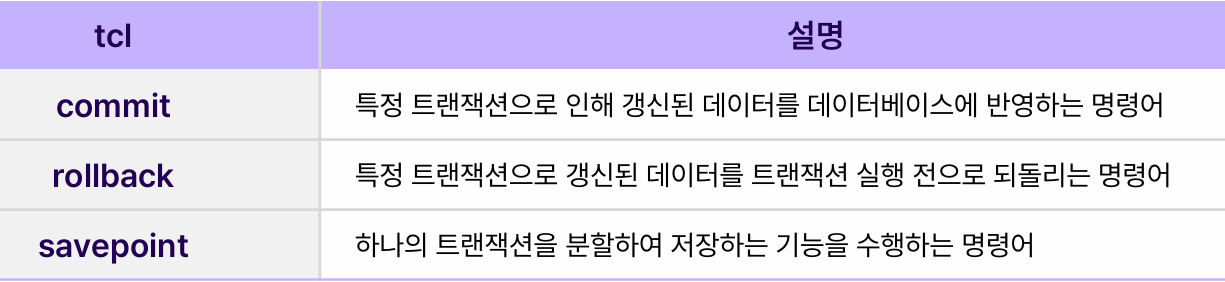 tcl 설명
commit 특정 트랜잭션으로 인해 갱신된 데이터를 데이터베이스에 반영하는 명령어
rollback 특정 트랜잭션으로 갱신된 데이터를 트랜잭션 실행 전으로 되돌리는 명령어
savepoint 하나의 트랜잭션을 분할하여 저장하는 기능을 수행하는 명령어